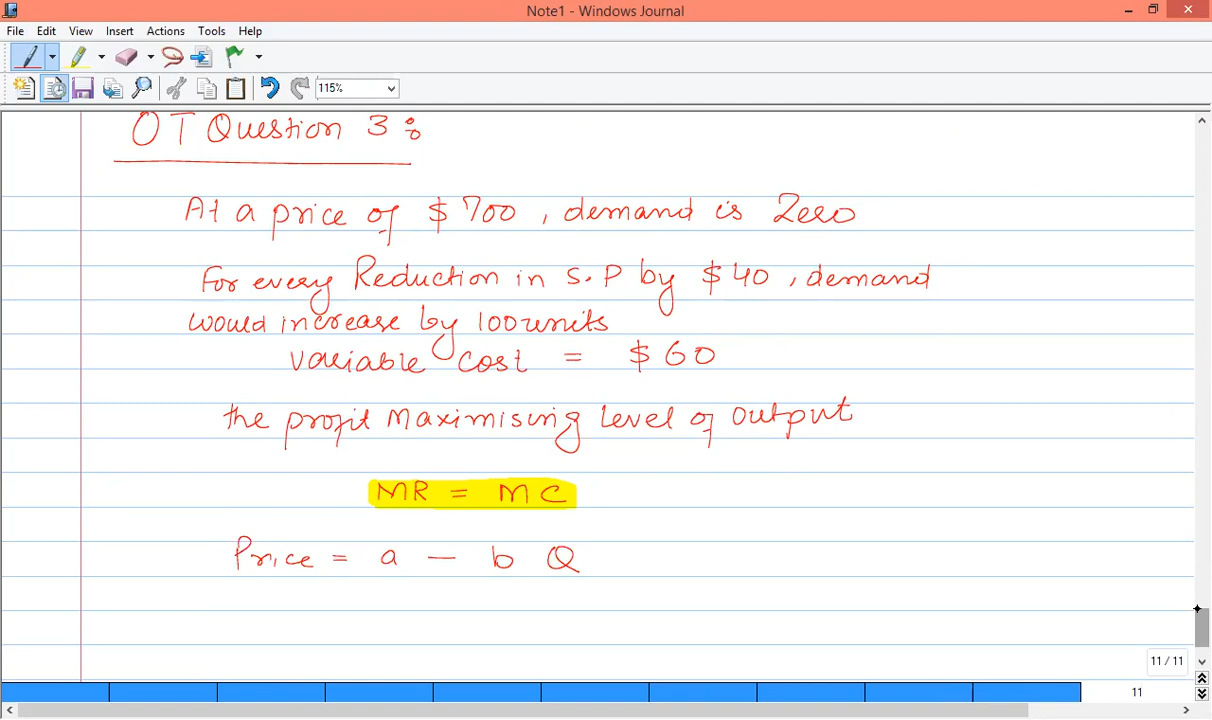 Note1 - Windows Journal
File Edit View Insert Actions Tools Help
115%
OT Question 3:
At a price of $ 700, demand is Zero
For every Reduction in S.P by $ 40, demand
would increase by 100 units
Variable Cost = $ 60
the profit Maximising Level of Output
MR = MC
Price = a - b Q
11 / 11
11